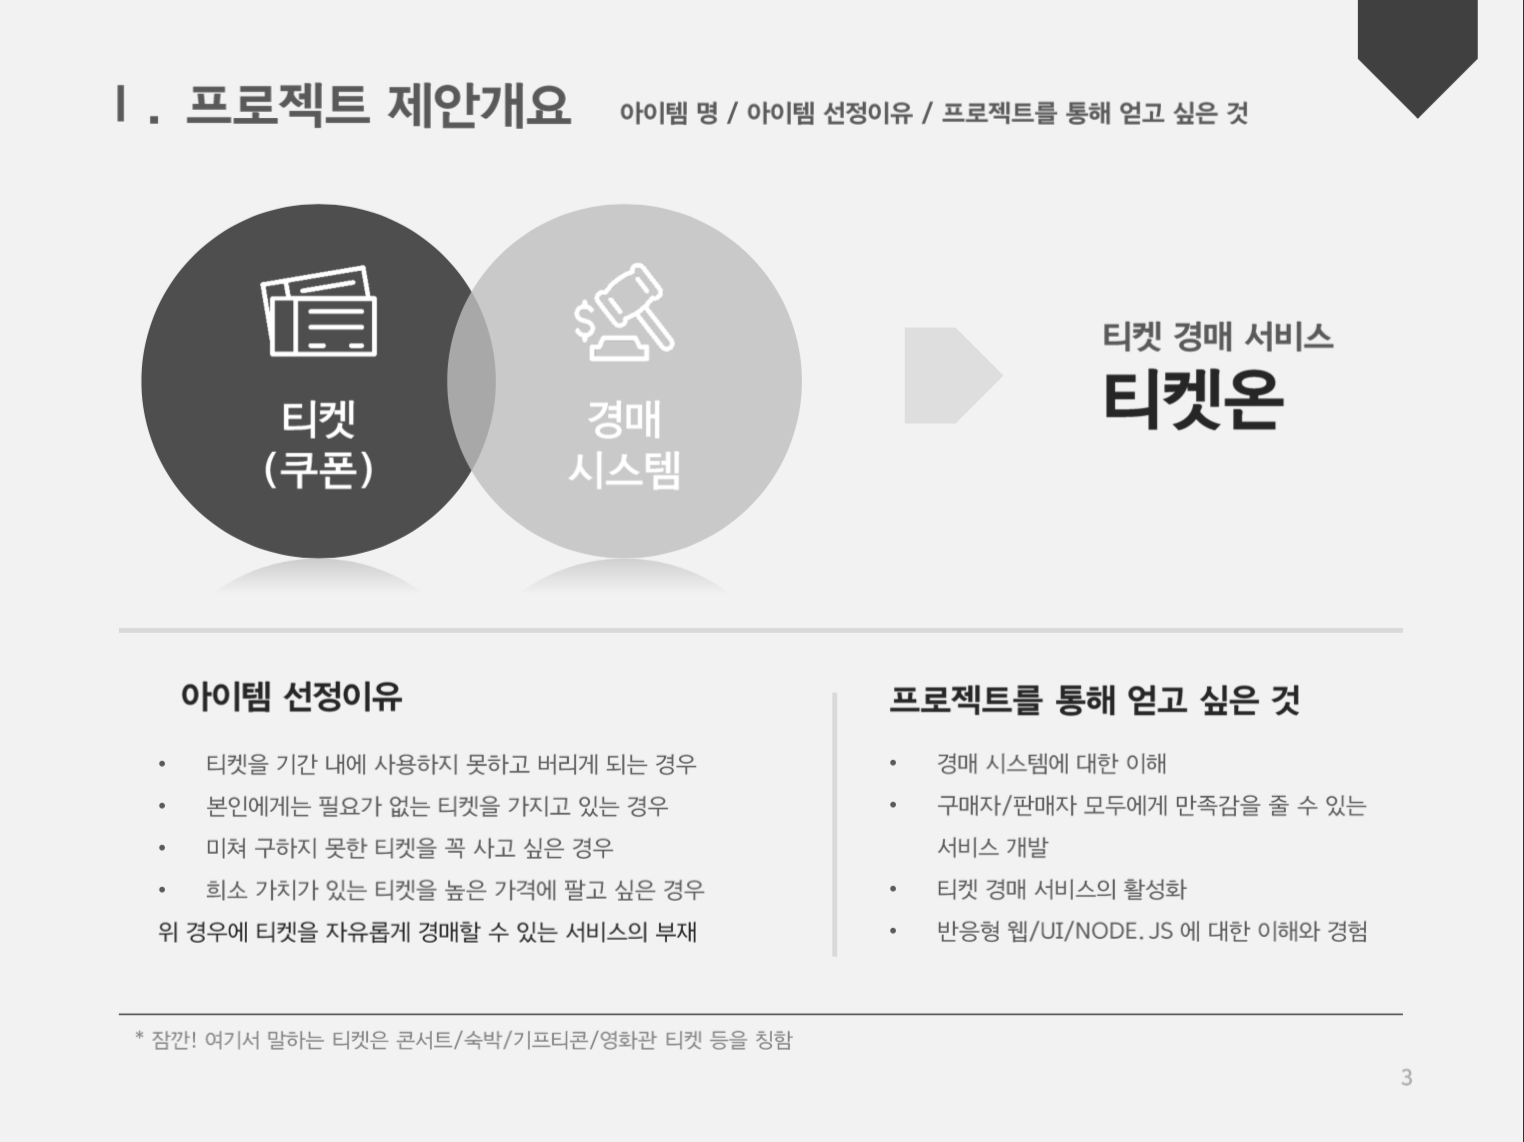 I. 프로젝트 제안개요
아이템 명 / 아이템 선정이유 / 프로젝트를 통해 얻고 싶은 것
티켓
(쿠폰)
$
경매
시스템
티켓 경매 서비스
티켓온
아이템 선정이유
• 티켓을 기간 내에 사용하지 못하고 버리게 되는 경우
• 본인에게는 필요가 없는 티켓을 가지고 있는 경우
• 미쳐 구하지 못한 티켓을 꼭 사고 싶은 경우
• 희소 가치가 있는 티켓을 높은 가격에 팔고 싶은 경우
위 경우에 티켓을 자유롭게 경매할 수 있는 서비스의 부재
프로젝트를 통해 얻고 싶은 것
• 경매 시스템에 대한 이해
• 구매자/판매자 모두에게 만족감을 줄 수 있는
서비스 개발
• 티켓 경매 서비스의 활성화
• 반응형 웹/UI/NODE.JS 에 대한 이해와 경험
* 잠깐! 여기서 말하는 티켓은 콘서트/숙박/기프티콘/영화관 티켓 등을 칭함
3